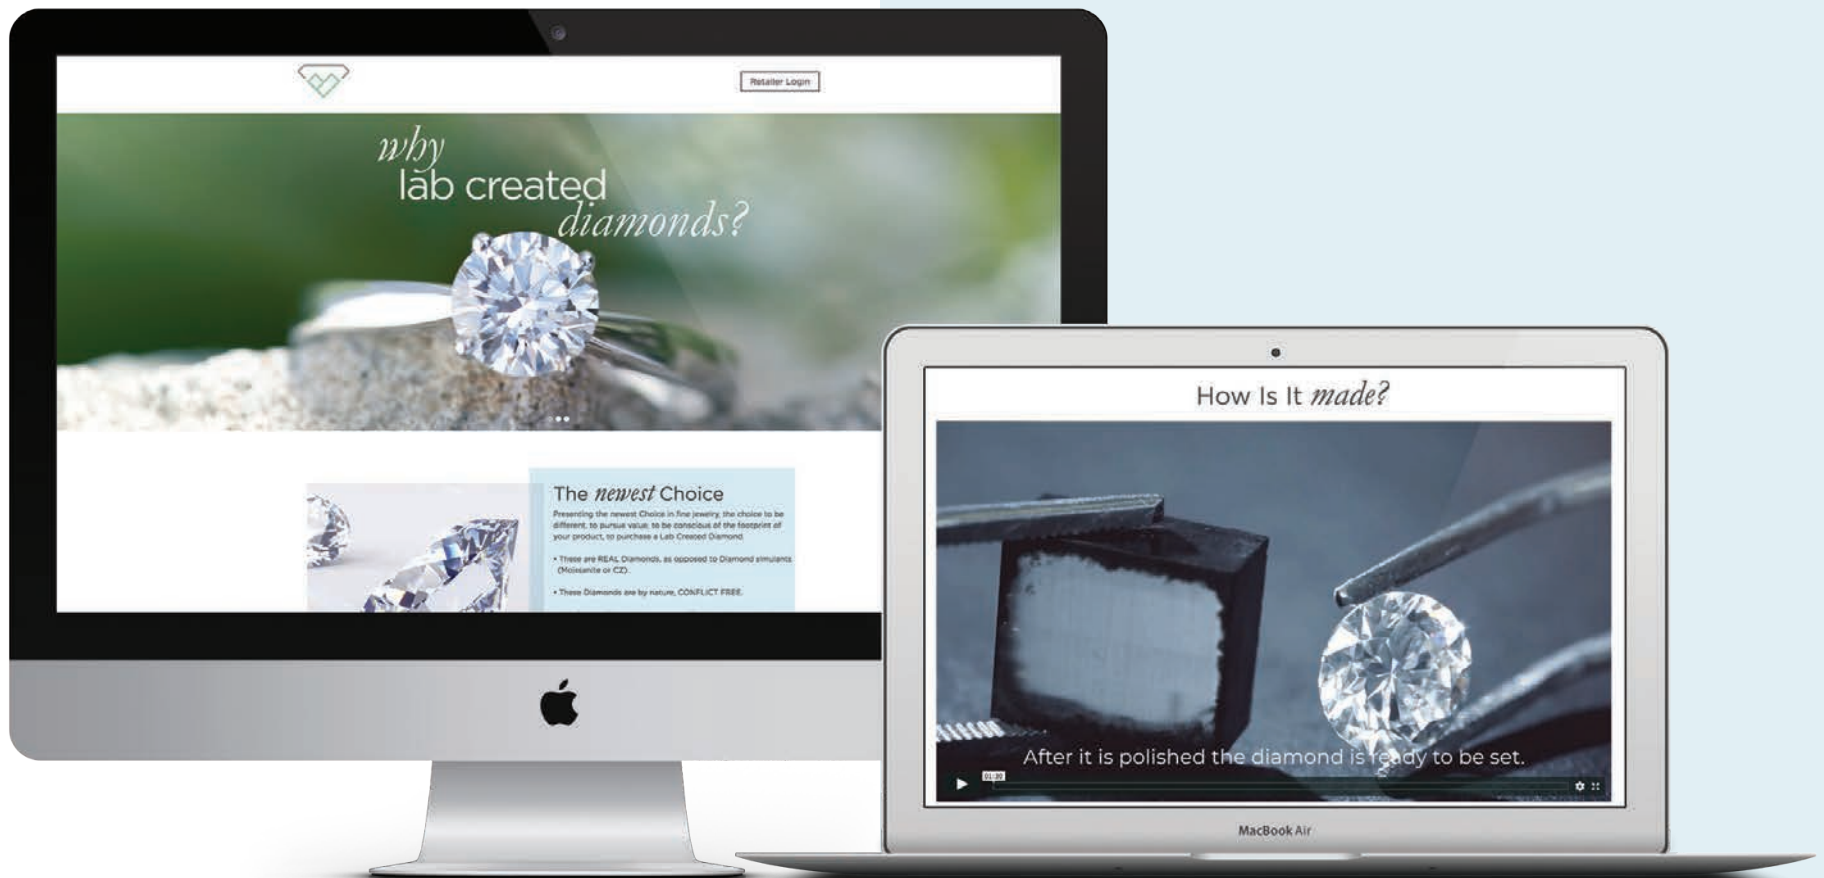 Retailer Login
why
lab created
diamonds?
The newest Choice
Presenting the newest Choice in fine jewelry, the choice to be
different, to pursue value, to be conscious of the footprint of
your product, to purchase a Lab Created Diamond.
• These are REAL Diamonds, as opposed to Diamond simulants
(Moissanite or CZ).
• These Diamonds are by nature, CONFLICT FREE.
How Is It made?
After it is polished the diamond is ready to be set.
01:30
MacBook Air